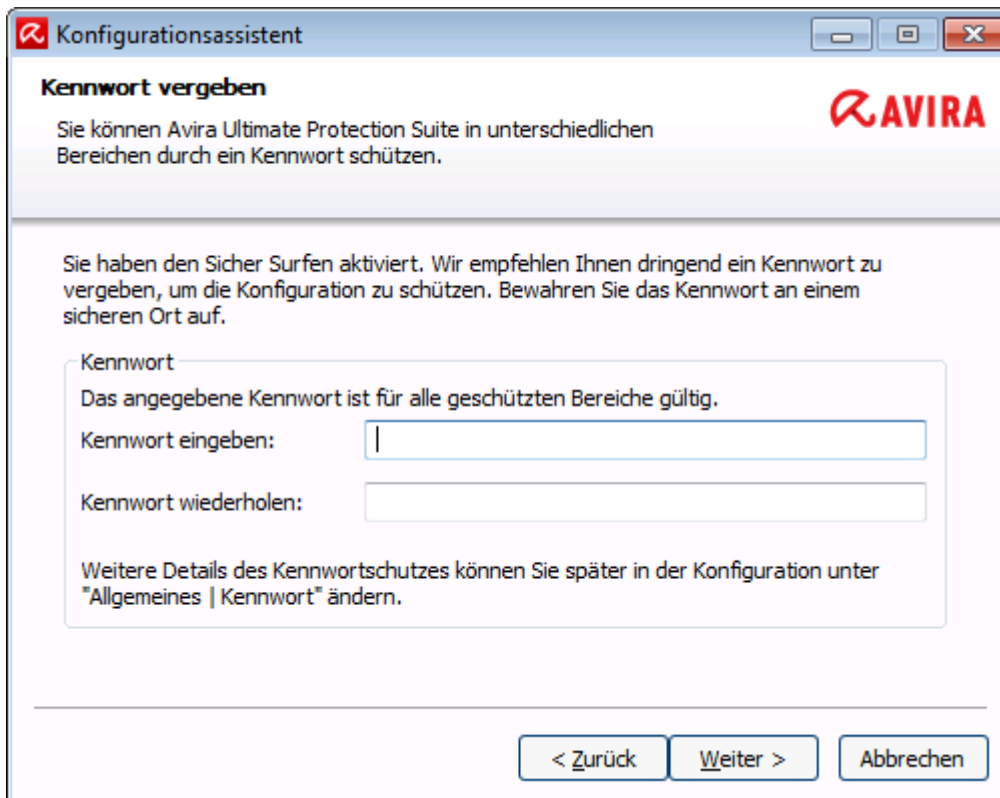 Konfigurationsassistent
Kennwort vergeben
AVIRA
Sie können Avira Ultimate Protection Suite in unterschiedlichen
Bereichen durch ein Kennwort schützen.
Sie haben den Sicher Surfen aktiviert. Wir empfehlen Ihnen dringend ein Kennwort zu
vergeben, um die Konfiguration zu schützen. Bewahren Sie das Kennwort an einem
sicheren Ort auf.
Kennwort
Das angegebene Kennwort ist für alle geschützten Bereiche gültig.
Kennwort eingeben:
Kennwort wiederholen:
Weitere Details des Kennwortschutzes können Sie später in der Konfiguration unter
"Allgemeines | Kennwort" ändern.
< Zurück
Weiter >
Abbrechen